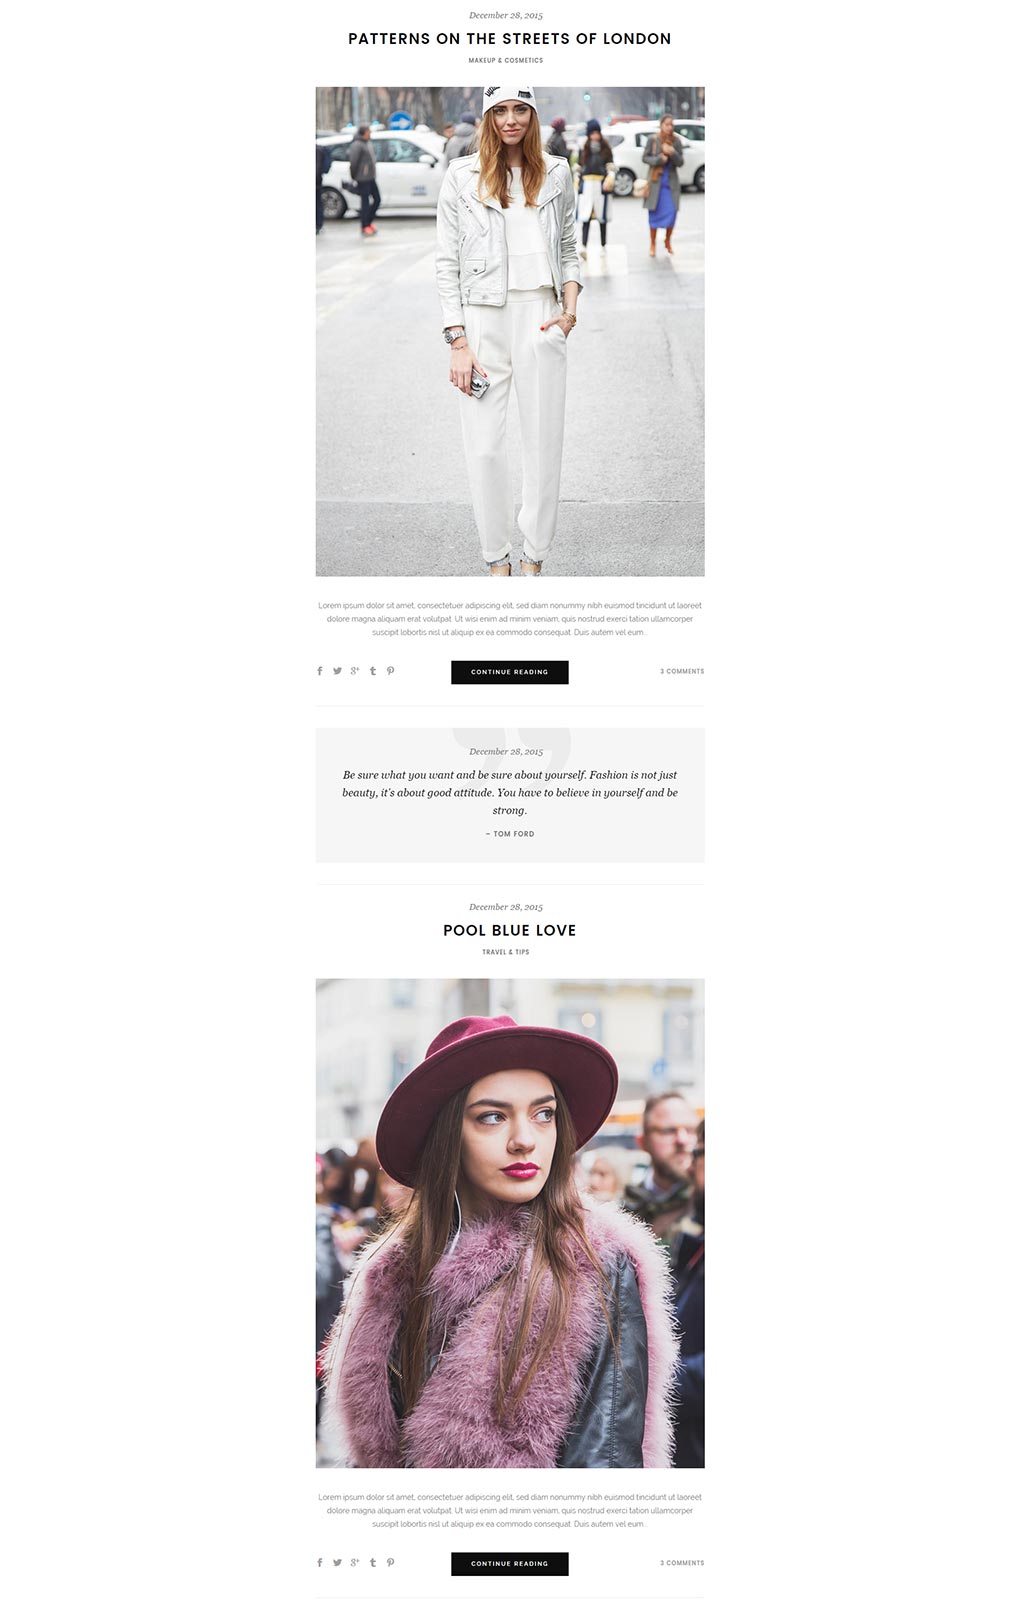 December 28, 2015
PATTERNS ON THE STREETS OF LONDON
MAKEUP & COSMETICS
Lorem ipsum dolor sit amet, consectetuer adipiscing elit, sed diam nonummy nibh euismod tincidunt ut laoreet
dolore magna aliquam erat volutpat. Ut wisi enim ad minim veniam, quis nostrud exerci tation ullamcorper
suscipit lobortis nisl ut aliquip ex ea commodo consequat. Duis autem vel eum...
CONTINUE READING
3 COMMENTS
December 28, 2015
Be sure what you want and be sure about yourself. Fashion is not just
beauty, it's about good attitude. You have to believe in yourself and be
strong.
– TOM FORD
December 28, 2015
POOL BLUE LOVE
TRAVEL & TIPS
Lorem ipsum dolor sit amet, consectetuer adipiscing elit, sed diam nonummy nibh euismod tincidunt ut laoreet
dolore magna aliquam erat volutpat. Ut wisi enim ad minim veniam, quis nostrud exerci tation ullamcorper
suscipit lobortis nisl ut aliquip ex ea commodo consequat. Duis autem vel eum...
CONTINUE READING
3 COMMENTS